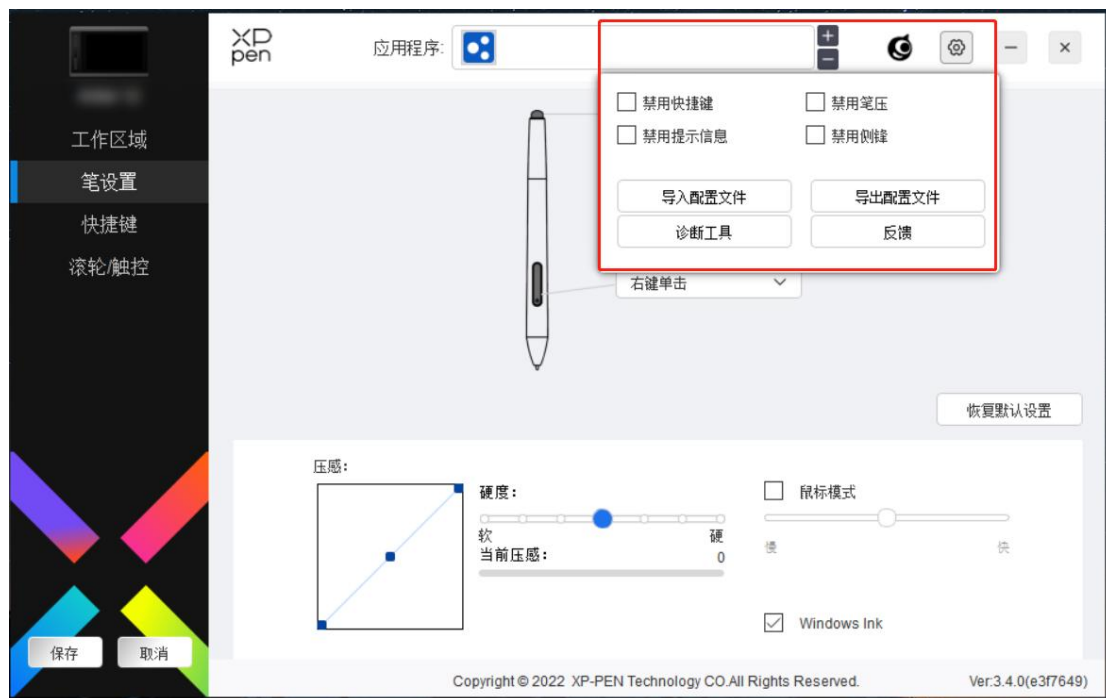 XP
pen
应用程序:
工作区域
笔设置
快捷键
滚轮/触控
禁用快捷键 禁用笔压
禁用提示信息 禁用侧锋
导入配置文件 导出配置文件
诊断工具 反馈
右键单击
恢复默认设置
压感:
硬度:
软 硬
当前压感: 0
鼠标模式
慢 快
Windows Ink
保存 取消
Copyright © 2022 XP-PEN Technology CO.All Rights Reserved. Ver:3.4.0(e3f7649)